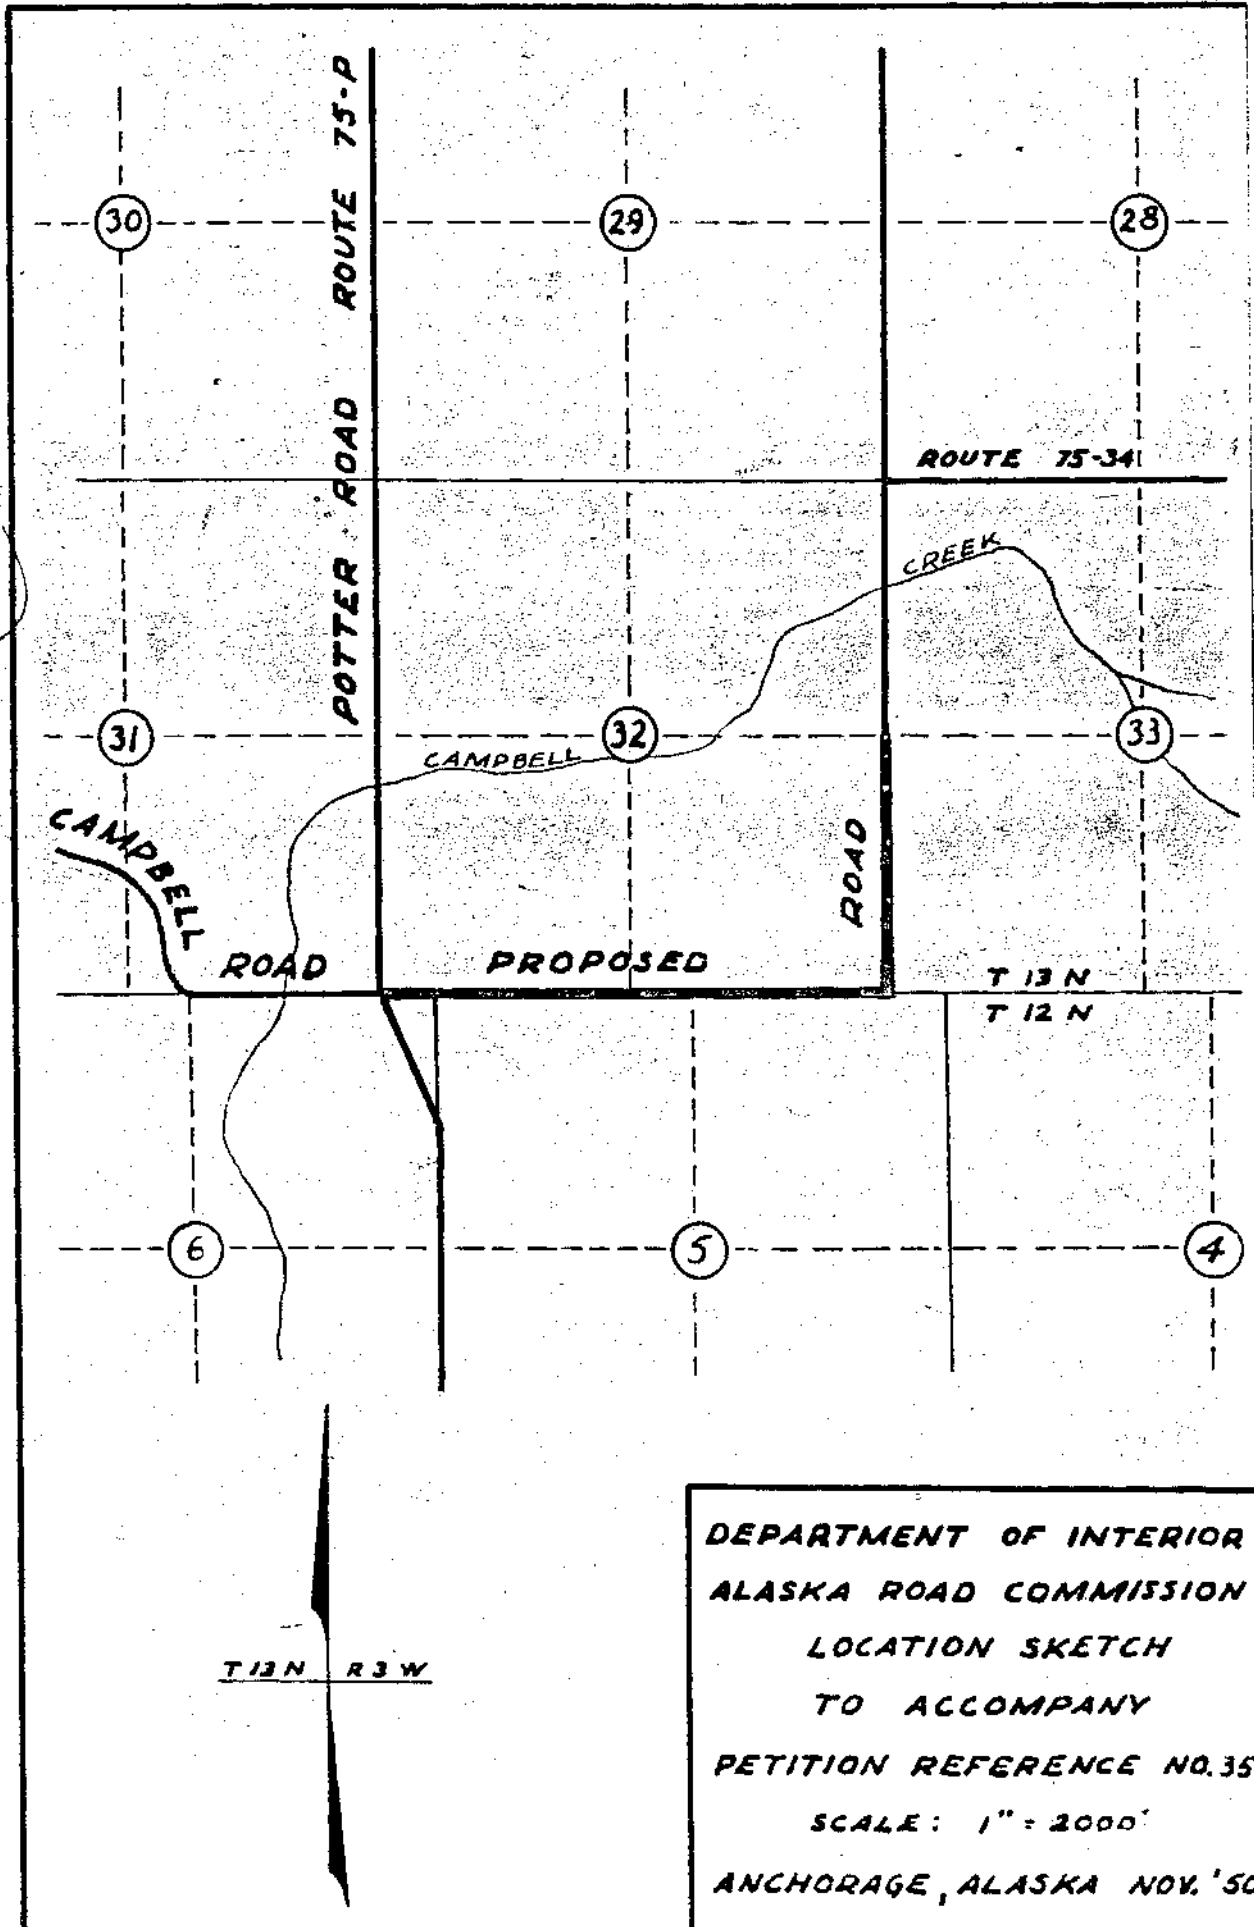 POTTER ROAD ROUTE 75-P
30
29
28
ROUTE 75-34
CREEK
31
CAMPBELL
32
33
CAMPBELL
ROAD
PROPOSED
ROAD
T 13 N
T 12 N
6
5
4
T 13 N R 3 W
DEPARTMENT OF INTERIOR
ALASKA ROAD COMMISSION
LOCATION SKETCH
TO ACCOMPANY
PETITION REFERENCE NO. 35
SCALE: 1" = 2000'
ANCHORAGE, ALASKA NOV. '50